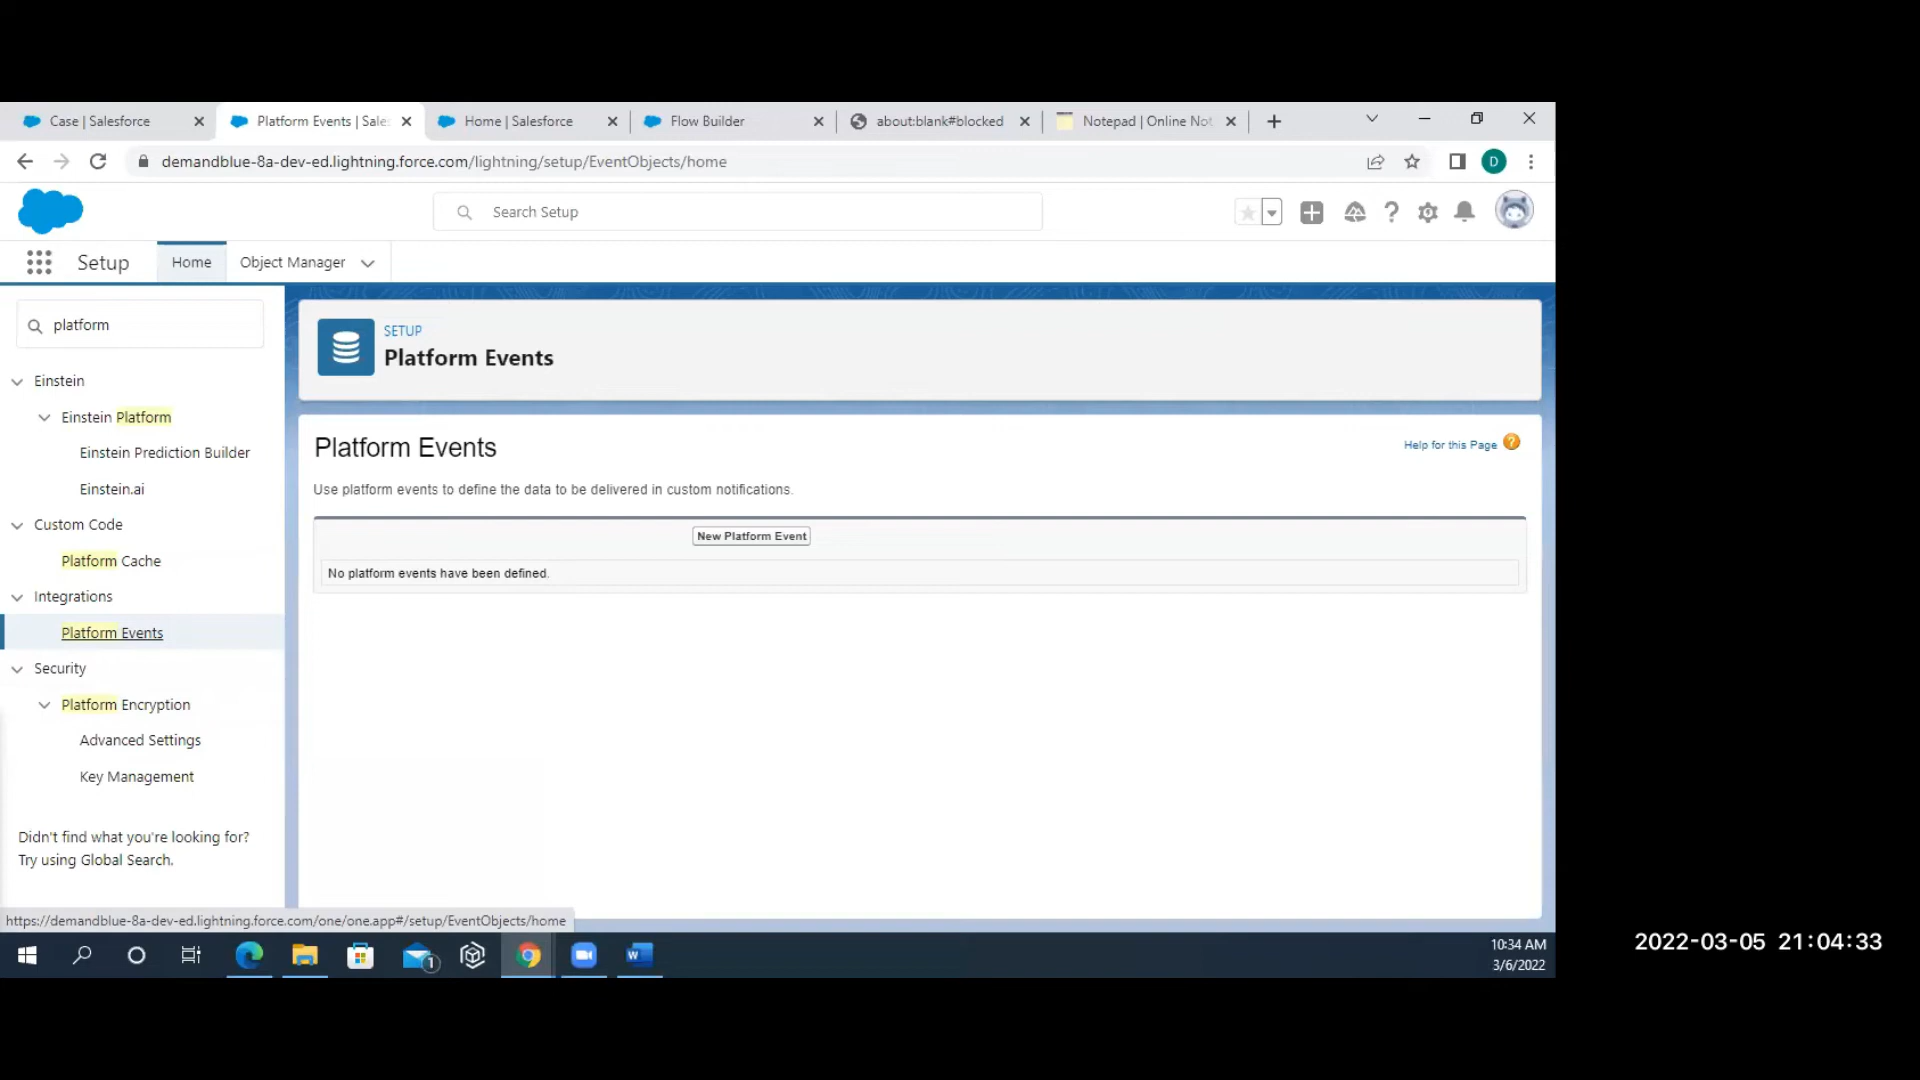 Case | Salesforce
Platform Events | Sale
Home | Salesforce
Flow Builder
about:blank#blocked
Notepad | Online Not
demandblue-8a-dev-ed.lightning.force.com/lightning/setup/EventObjects/home
D
Search Setup
Setup
Home
Object Manager
platform
Einstein
Einstein Platform
Einstein Prediction Builder
Einstein.ai
Custom Code
Platform Cache
Integrations
Platform Events
Security
Platform Encryption
Advanced Settings
Key Management
Didn't find what you're looking for?
Try using Global Search.
SETUP
Platform Events
Platform Events
Help for this Page
Use platform events to define the data to be delivered in custom notifications.
New Platform Event
No platform events have been defined.
https://demandblue-8a-dev-ed.lightning.force.com/one/one.app#/setup/EventObjects/home
1
W
10:34 AM
3/6/2022
2022-03-05 21:04:33